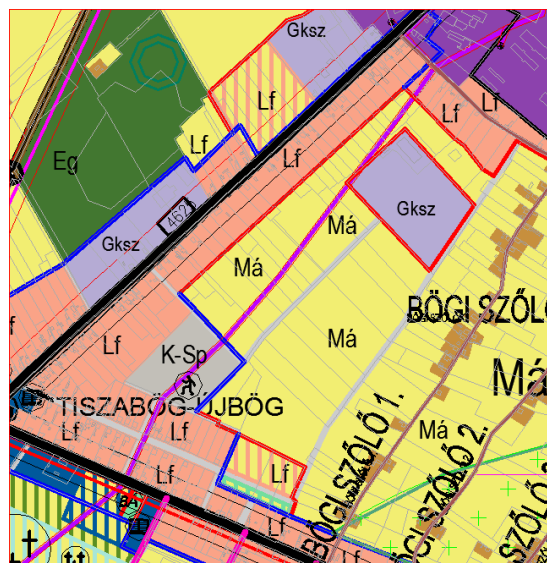 Gksz
Lf
Lf
Lf
Lf
Lf
Eg
4625
Gksz
Gksz
Má
Má
Má
BÖGI SZŐLŐ
Lf
K-Sp
Má
TISZABÖG-ÚJBÖG
Lf
Lf
Má
Lf
Lf
BÖGI SZŐLŐ 1.
BÖGI SZŐLŐ 2.
Lf
Lf